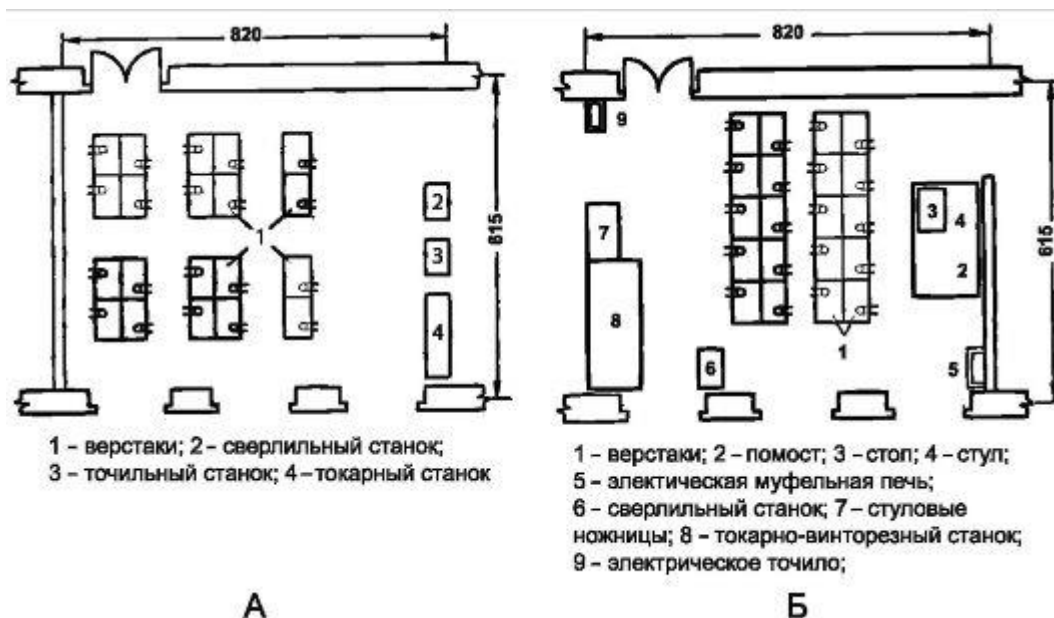 820
820
9
2
3
4
1
615
7
8
6
3
4
2
5
1
615
1 – верстаки; 2 – сверлильный станок;
3 – точильный станок; 4 – токарный станок
1 – верстаки; 2 – помост; 3 – стол; 4 – стул;
5 – электическая муфельная печь;
6 – сверлильный станок; 7 – стуловые
ножницы; 8 – токарно-винторезный станок;
9 – электрическое точило;
А
Б